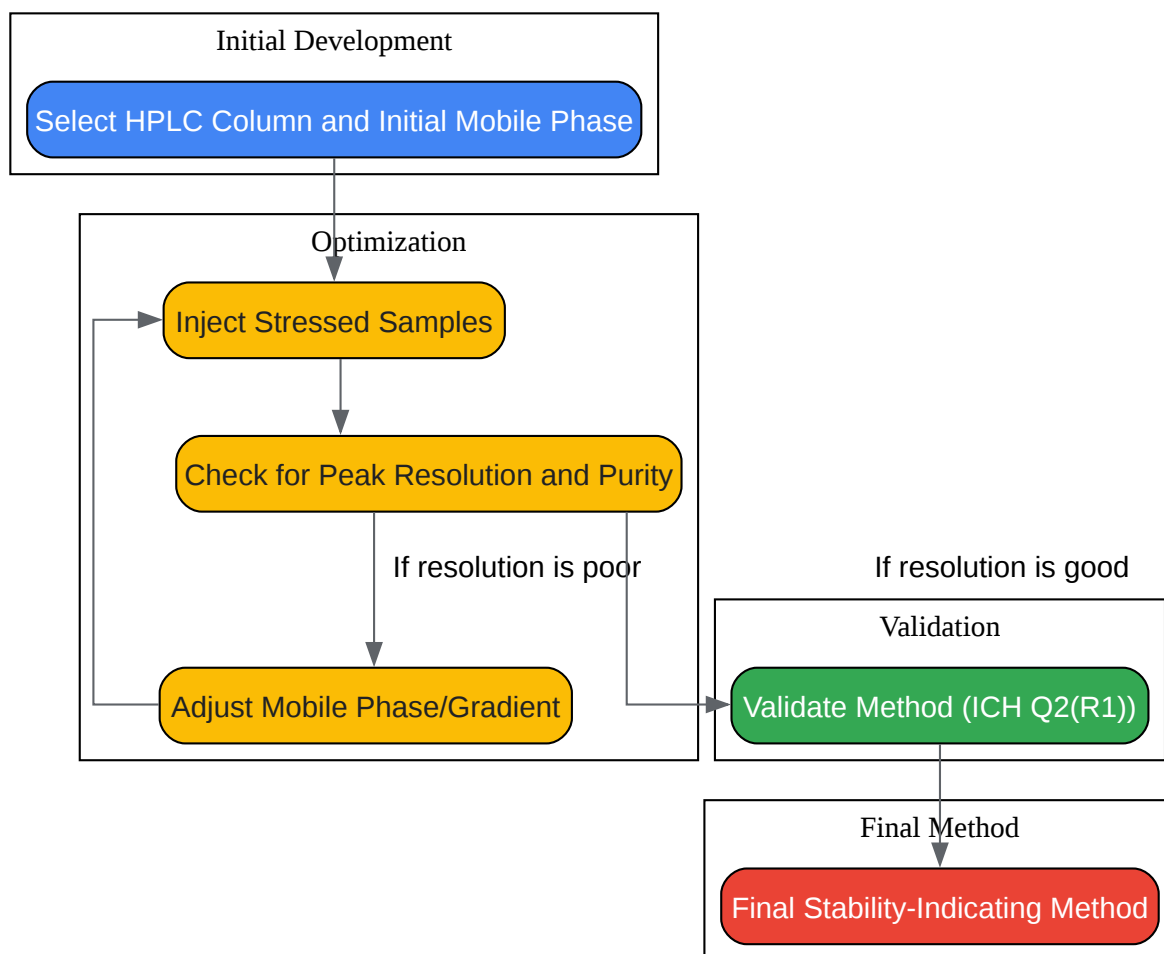 Initial Development
Select HPLC Column and Initial Mobile Phase
Optimization
Inject Stressed Samples
Check for Peak Resolution and Purity
If resolution is poor
If resolution is good
Validation
Adjust Mobile Phase/Gradient
Validate Method (ICH Q2(R1))
Final Method
Final Stability-Indicating Method